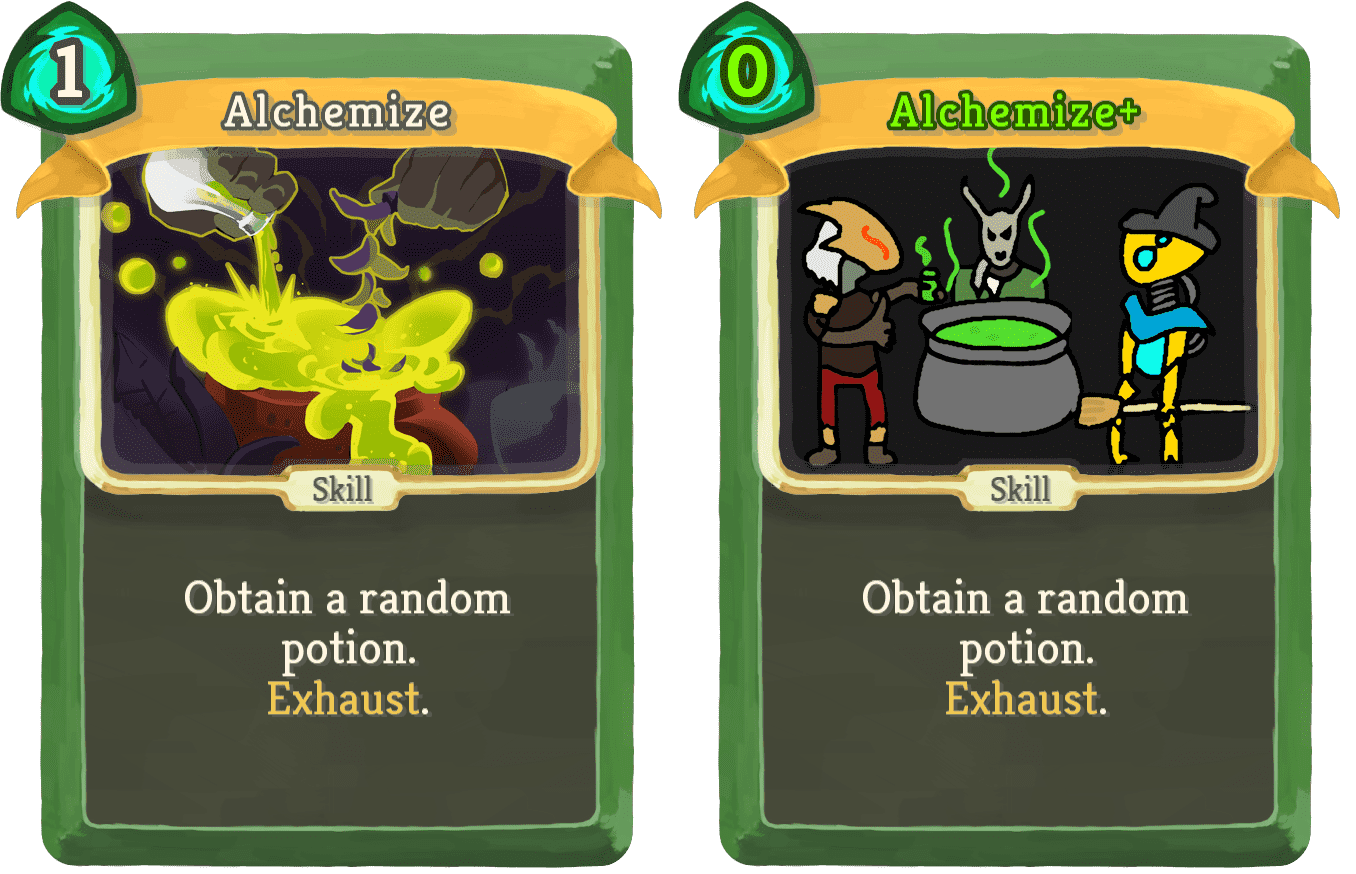 1
Alchemize
Skill
Obtain a random
potion.
Exhaust.
0
Alchemize+
Skill
Obtain a random
potion.
Exhaust.